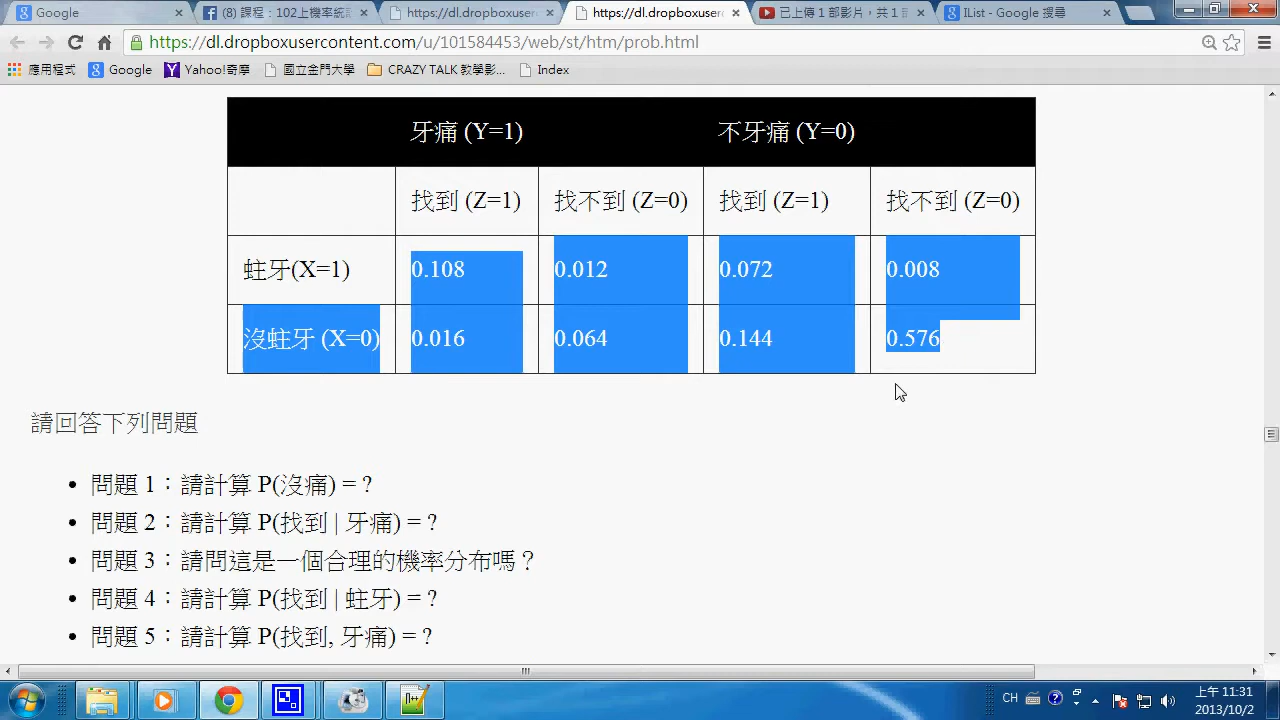 Google
(8) 課程：102上機率統計
https://dl.dropboxuser
https://dl.dropboxuser
已上傳 1 部影片，共 1 部
IList - Google 搜尋
https://dl.dropboxusercontent.com/u/101584453/web/st/htm/prob.html
應用程式
Google
Yahoo!奇摩
國立金門大學
CRAZY TALK 教學影...
Index
牙痛 (Y=1)
不牙痛 (Y=0)
找到 (Z=1)
找不到 (Z=0)
找到 (Z=1)
找不到 (Z=0)
蛀牙(X=1)
0.108
0.012
0.072
0.008
沒蛀牙 (X=0)
0.016
0.064
0.144
0.576
請回答下列問題
問題 1：請計算 P(沒痛) = ?
問題 2：請計算 P(找到 | 牙痛) = ?
問題 3：請問這是一個合理的機率分布嗎？
問題 4：請計算 P(找到 | 蛀牙) = ?
問題 5：請計算 P(找到, 牙痛) = ?
CH
上午 11:31
2013/10/2